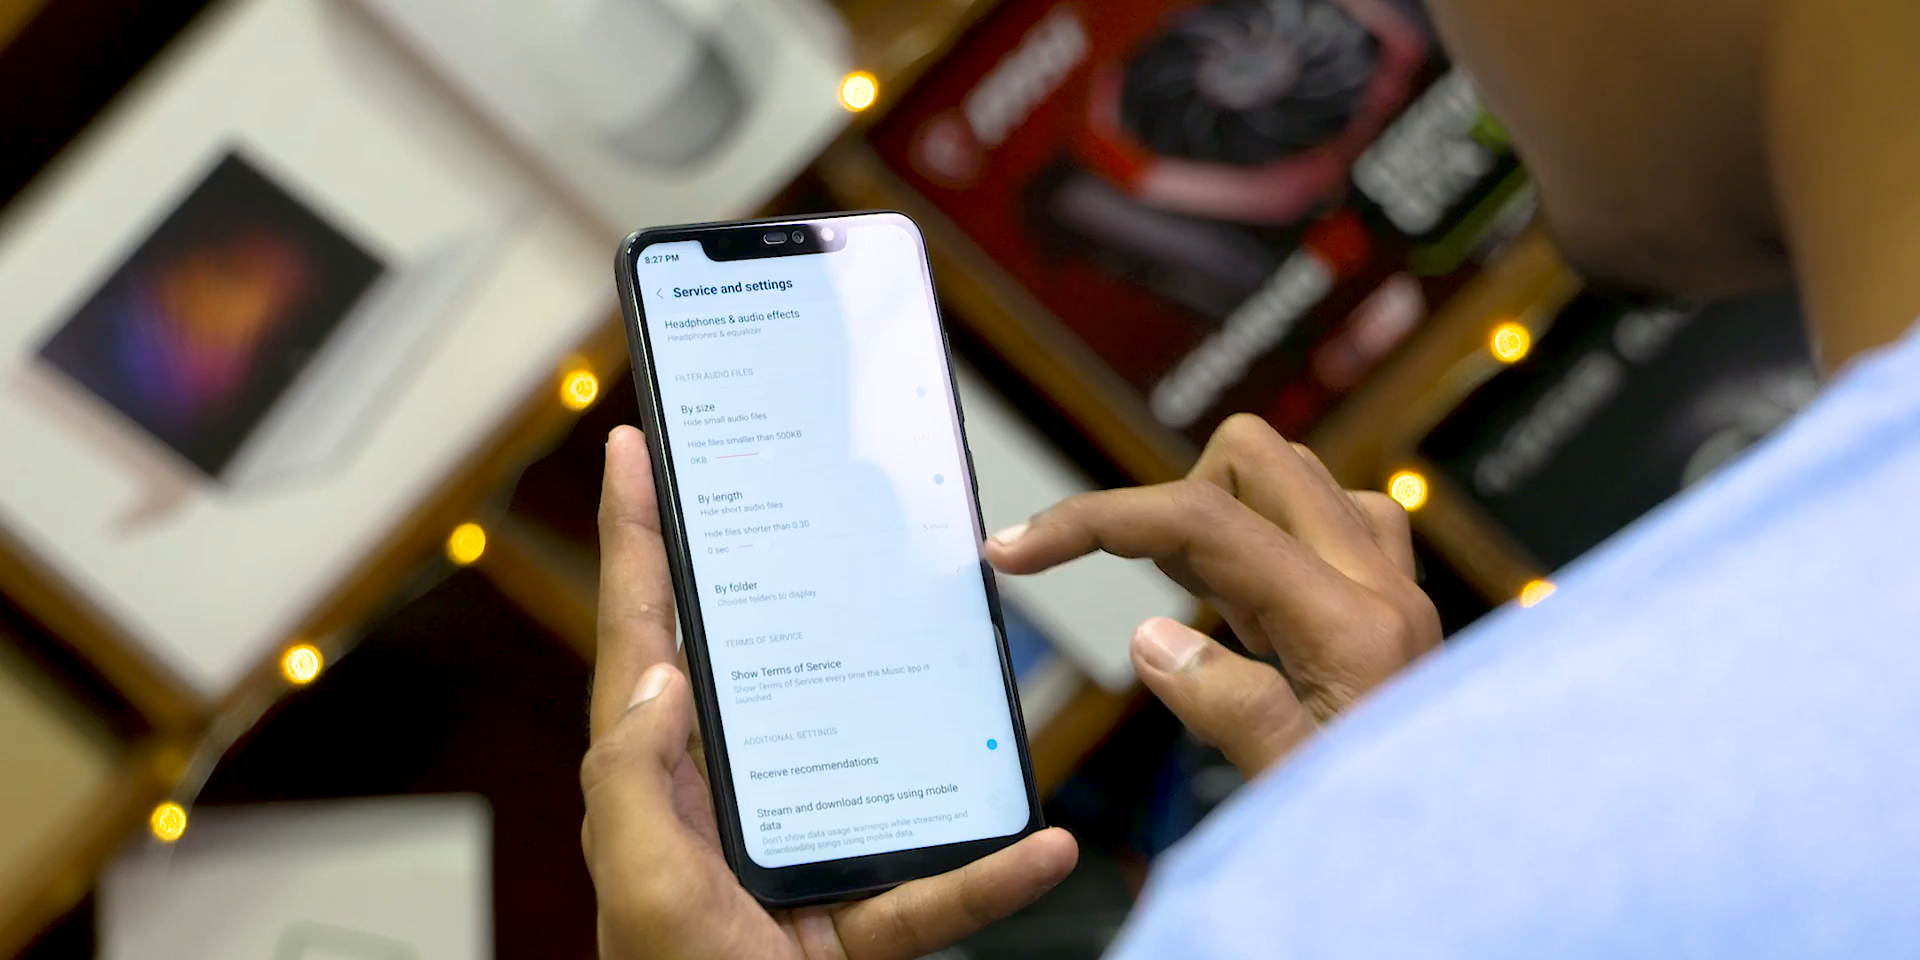 8:27 PM
Service and settings
Headphones & audio effects
Headphones & equalizer
FILTER AUDIO FILES
By size
Hide small audio files
Hide files smaller than 500KB
0KB
By length
Hide short audio files
Hide files shorter than 0:30
0 sec
By folder
Choose folders to display
TERMS OF SERVICE
Show Terms of Service
Show Terms of Service every time the Music app is
launched
ADDITIONAL SETTINGS
Receive recommendations
Stream and download songs using mobile
data
Don't show data usage warnings while streaming and
downloading songs using mobile data.